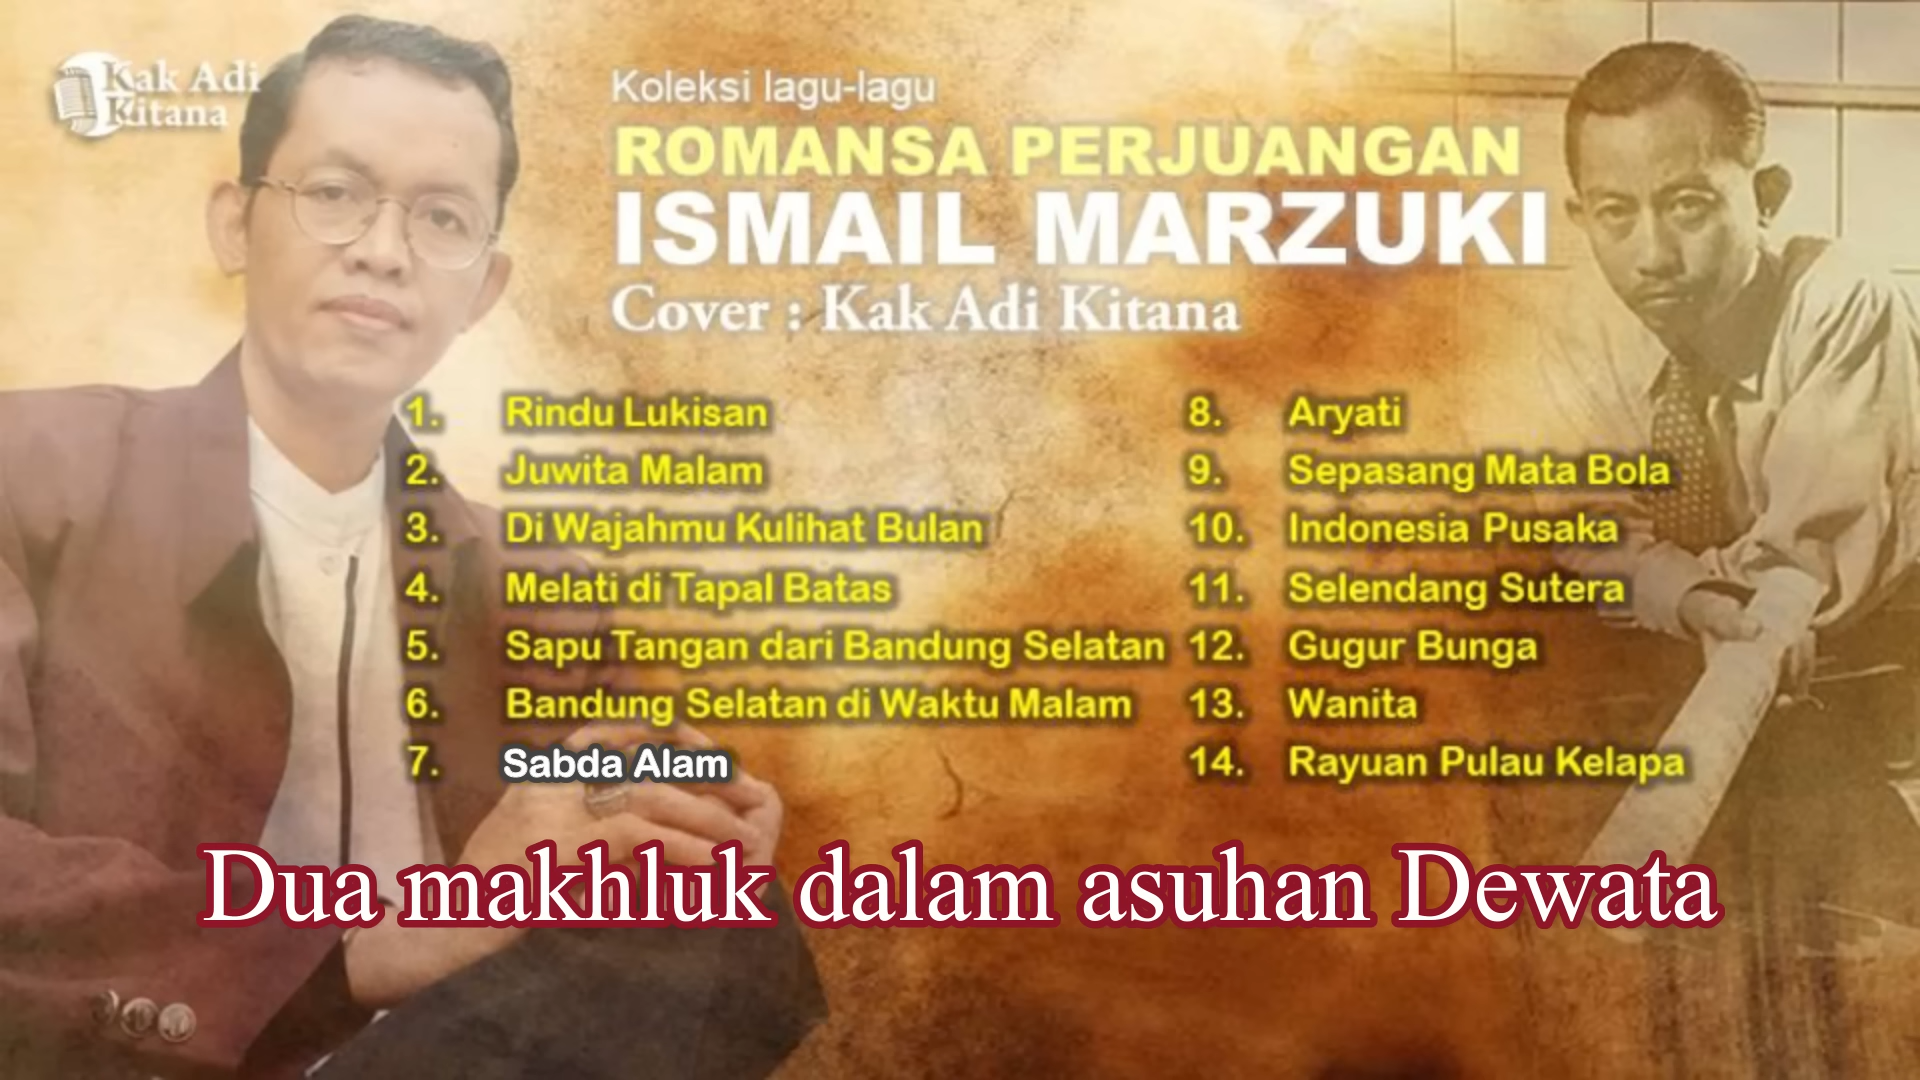 Kak Adi
Kitana
Koleksi lagu-lagu
ROMANSA PERJUANGAN
ISMAIL MARZUKI
Cover : Kak Adi Kitana
1. Rindu Lukisan
2. Juwita Malam
3. Di Wajahmu Kulihat Bulan
4. Melati di Tapal Batas
5. Sapu Tangan dari Bandung Selatan
6. Bandung Selatan di Waktu Malam
7. Sabda Alam
8. Aryati
9. Sepasang Mata Bola
10. Indonesia Pusaka
11. Selendang Sutera
12. Gugur Bunga
13. Wanita
14. Rayuan Pulau Kelapa
Dua makhluk dalam asuhan Dewata